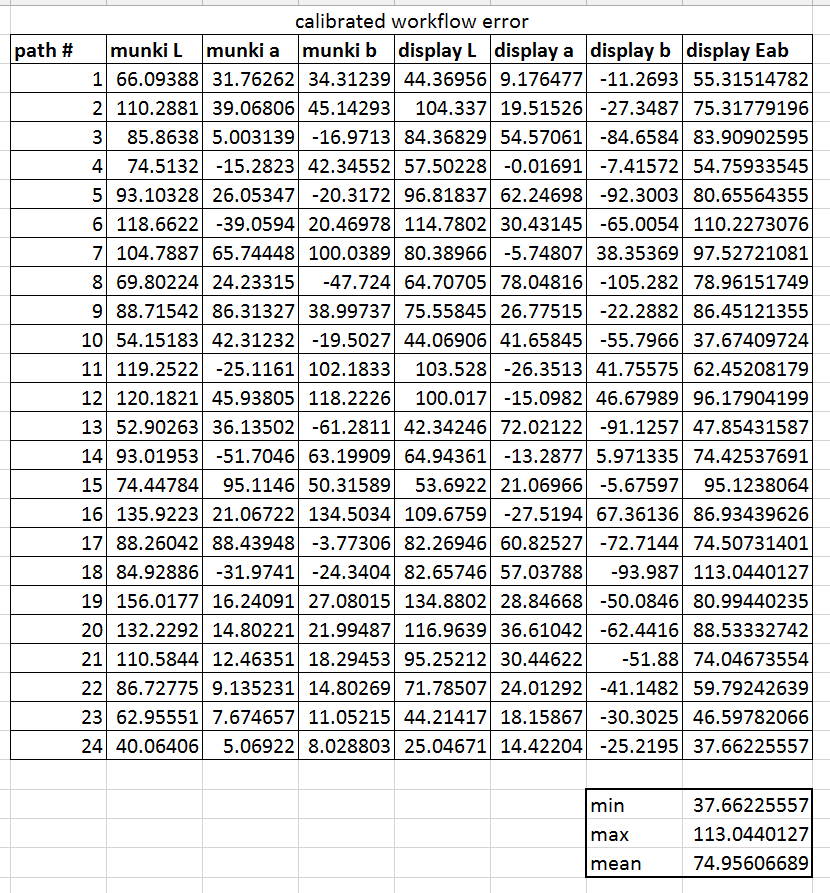 calibrated workflow error
path # munki L munki a munki b display L display a display b display Eab
1 66.09388 31.76262 34.31239 44.36956 9.176477 -11.2693 55.31514782
2 110.2881 39.06806 45.14293 104.337 19.51526 -27.3487 75.31779196
3 85.8638 5.003139 -16.9713 84.36829 54.57061 -84.6584 83.90902595
4 74.5132 -15.2823 42.34552 57.50228 -0.01691 -7.41572 54.75933545
5 93.10328 26.05347 -20.3172 96.81837 62.24698 -92.3003 80.65564355
6 118.6622 -39.0594 20.46978 114.7802 30.43145 -65.0054 110.2273076
7 104.7887 65.74448 100.0389 80.38966 -5.74807 38.35369 97.52721081
8 69.80224 24.23315 -47.724 64.70705 78.04816 -105.282 78.96151749
9 88.71542 86.31327 38.99737 75.55845 26.77515 -22.2882 86.45121355
10 54.15183 42.31232 -19.5027 44.06906 41.65845 -55.7966 37.67409724
11 119.2522 -25.1161 102.1833 103.528 -26.3513 41.75575 62.45208179
12 120.1821 45.93805 118.2226 100.017 -15.0982 46.67989 96.17904199
13 52.90263 36.13502 -61.2811 42.34246 72.02122 -91.1257 47.85431587
14 93.01953 -51.7046 63.19909 64.94361 -13.2877 5.971335 74.42537691
15 74.44784 95.1146 50.31589 53.6922 21.06966 -5.67597 95.1238064
16 135.9223 21.06722 134.5034 109.6759 -27.5194 67.36136 86.93439626
17 88.26042 88.43948 -3.77306 82.26946 60.82527 -72.7144 74.50731401
18 84.92886 -31.9741 -24.3404 82.65746 57.03788 -93.987 113.0440127
19 156.0177 16.24091 27.08015 134.8802 28.84668 -50.0846 80.99440235
20 132.2292 14.80221 21.99487 116.9639 36.61042 -62.4416 88.53332742
21 110.5844 12.46351 18.29453 95.25212 30.44622 -51.88 74.04673554
22 86.72775 9.135231 14.80269 71.78507 24.01292 -41.1482 59.79242639
23 62.95551 7.674657 11.05215 44.21417 18.15867 -30.3025 46.59782066
24 40.06406 5.06922 8.028803 25.04671 14.42204 -25.2195 37.66225557
min 37.66225557
max 113.0440127
mean 74.95606689